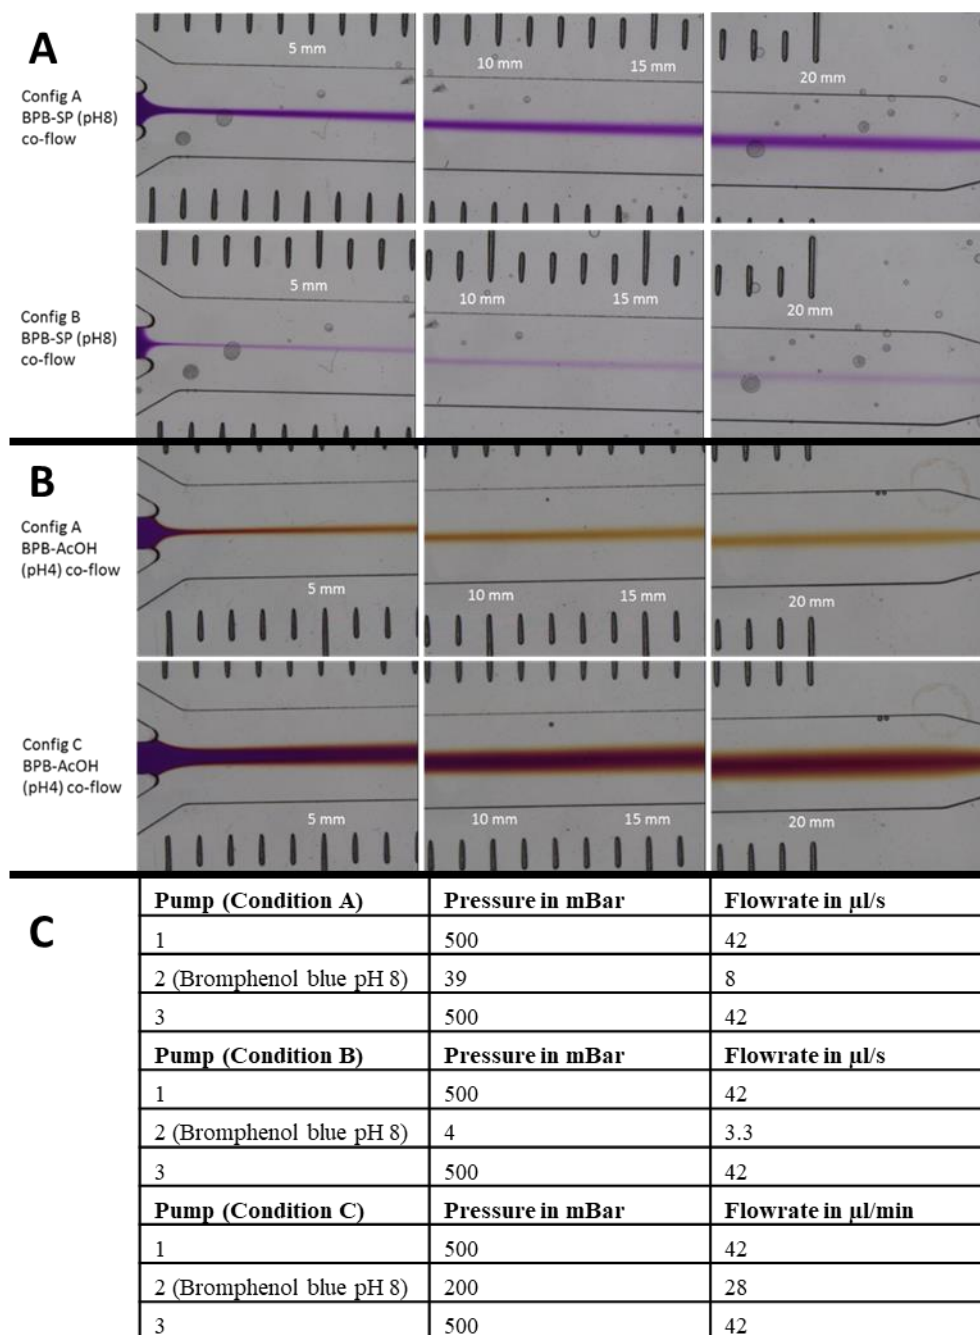 A
Config A
BPB-SP (pH8)
co-flow
5 mm
10 mm
15 mm
20 mm
Config B
BPB-SP (pH8)
co-flow
5 mm
10 mm
15 mm
20 mm
B
Config A
BPB-AcOH
(pH4) co-flow
5 mm
10 mm
15 mm
20 mm
Config C
BPB-AcOH
(pH4) co-flow
5 mm
10 mm
15 mm
20 mm
C
Pump (Condition A) Pressure in mBar Flowrate in µl/s
1 500 42
2 (Bromphenol blue pH 8) 39 8
3 500 42
Pump (Condition B) Pressure in mBar Flowrate in µl/s
1 500 42
2 (Bromphenol blue pH 8) 4 3.3
3 500 42
Pump (Condition C) Pressure in mBar Flowrate in µl/min
1 500 42
2 (Bromphenol blue pH 8) 200 28
3 500 42